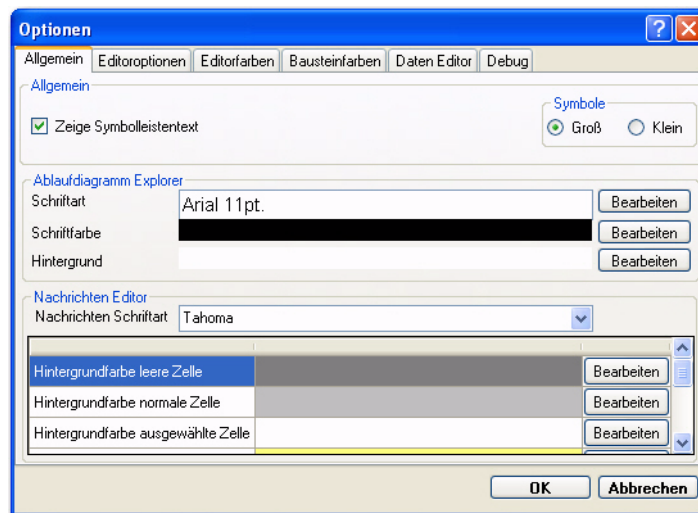 Optionen
Allgemein Editoroptionen Editorfarben Bausteinfarben Daten Editor Debug
Allgemein
Symbole
Zeige Symbolleistentext Groß Klein
Ablaufdiagramm Explorer
Schriftart Arial 11pt. Bearbeiten
Schriftfarbe Bearbeiten
Hintergrund Bearbeiten
Nachrichten Editor
Nachrichten Schriftart Tahoma
Hintergrundfarbe leere Zelle Bearbeiten
Hintergrundfarbe normale Zelle Bearbeiten
Hintergrundfarbe ausgewählte Zelle Bearbeiten
OK Abbrechen